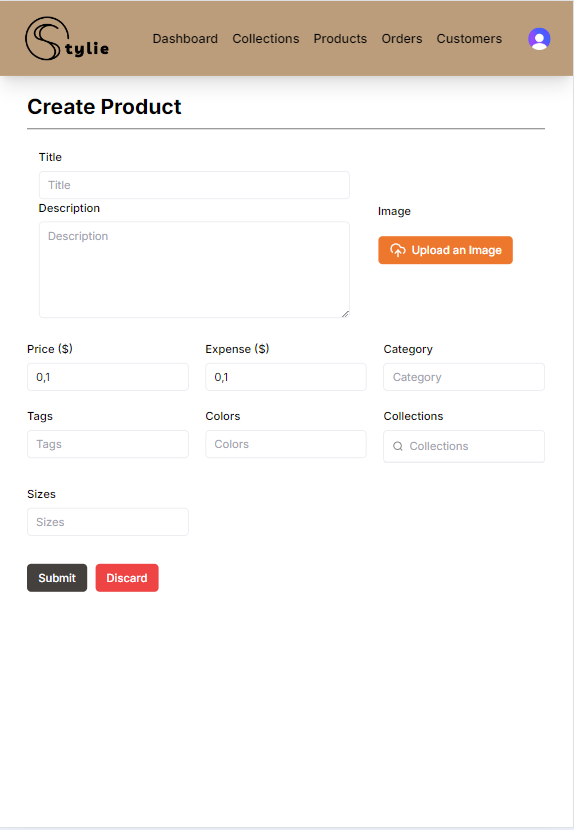 Stylie
Dashboard Collections Products Orders Customers
Create Product
Title
Title
Description
Description
Image
Upload an Image
Price ($) Expense ($) Category
0,1 0,1 Category
Tags Colors Collections
Tags Colors Collections
Sizes
Sizes
Submit Discard